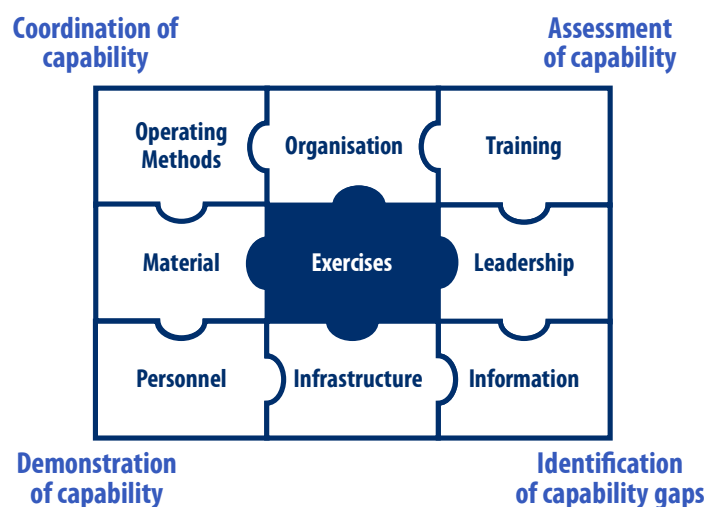 Coordination of
capability
Assessment
of capability
Operating
Methods
Organisation
Training
Material
Exercises
Leadership
Personnel
Infrastructure
Information
Demonstration
of capability
Identification
of capability gaps